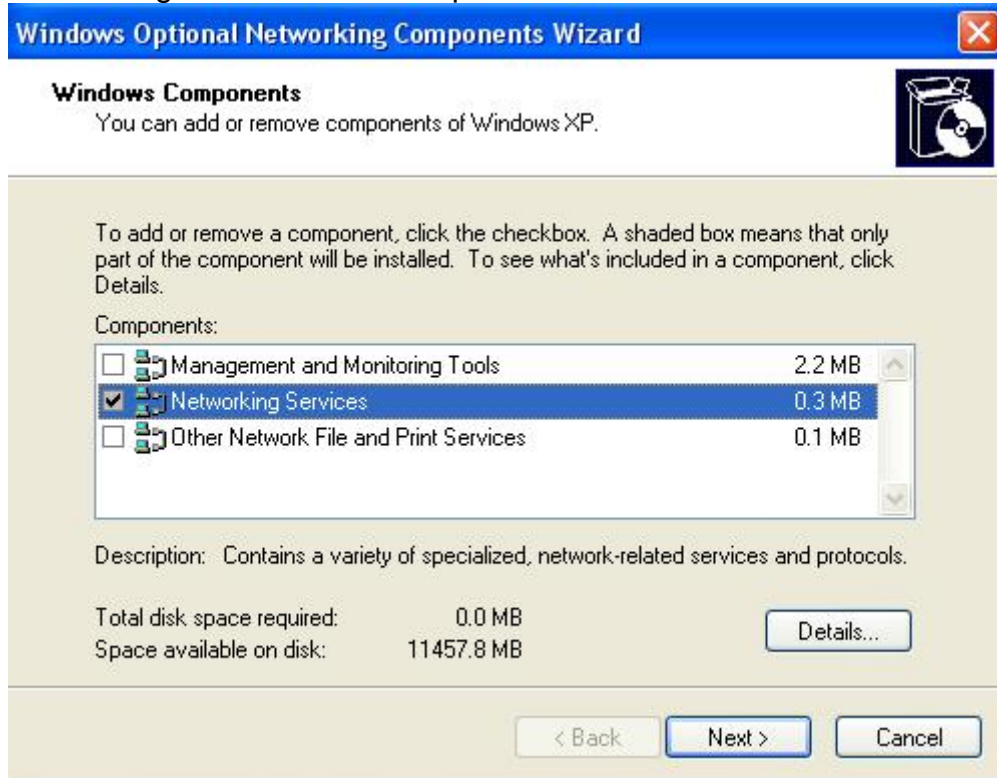 Windows Optional Networking Components Wizard
Windows Components
You can add or remove components of Windows XP.
To add or remove a component, click the checkbox. A shaded box means that only
part of the component will be installed. To see what's included in a component, click
Details.
Components:
Management and Monitoring Tools 2.2 MB
Networking Services 0.3 MB
Other Network File and Print Services 0.1 MB
Description: Contains a variety of specialized, network-related services and protocols.
Total disk space required: 0.0 MB
Space available on disk: 11457.8 MB
Details...
< Back Next > Cancel